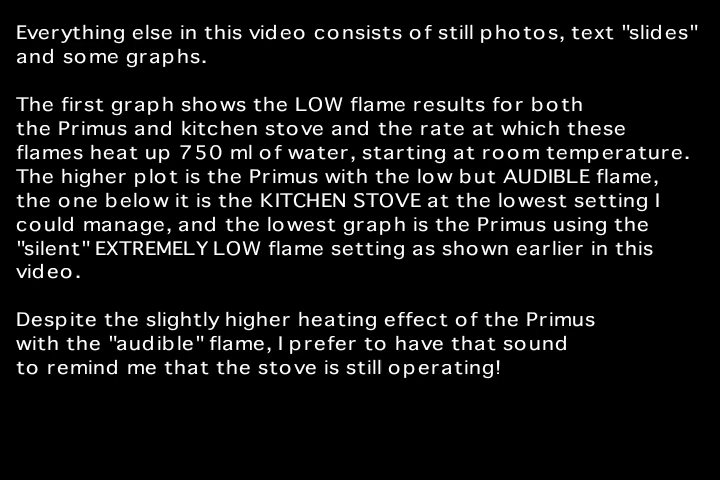 Everything else in this video consists of still photos, text "slides"
and some graphs.
The first graph shows the LOW flame results for both
the Primus and kitchen stove and the rate at which these
flames heat up 750 ml of water, starting at room temperature.
The higher plot is the Primus with the low but AUDIBLE flame,
the one below it is the KITCHEN STOVE at the lowest setting I
could manage, and the lowest graph is the Primus using the
"silent" EXTREMELY LOW flame setting as shown earlier in this
video.
Despite the slightly higher heating effect of the Primus
with the "audible" flame, I prefer to have that sound
to remind me that the stove is still operating!